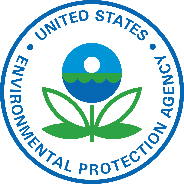 UNITED STATES
ENVIRONMENTAL PROTECTION AGENCY